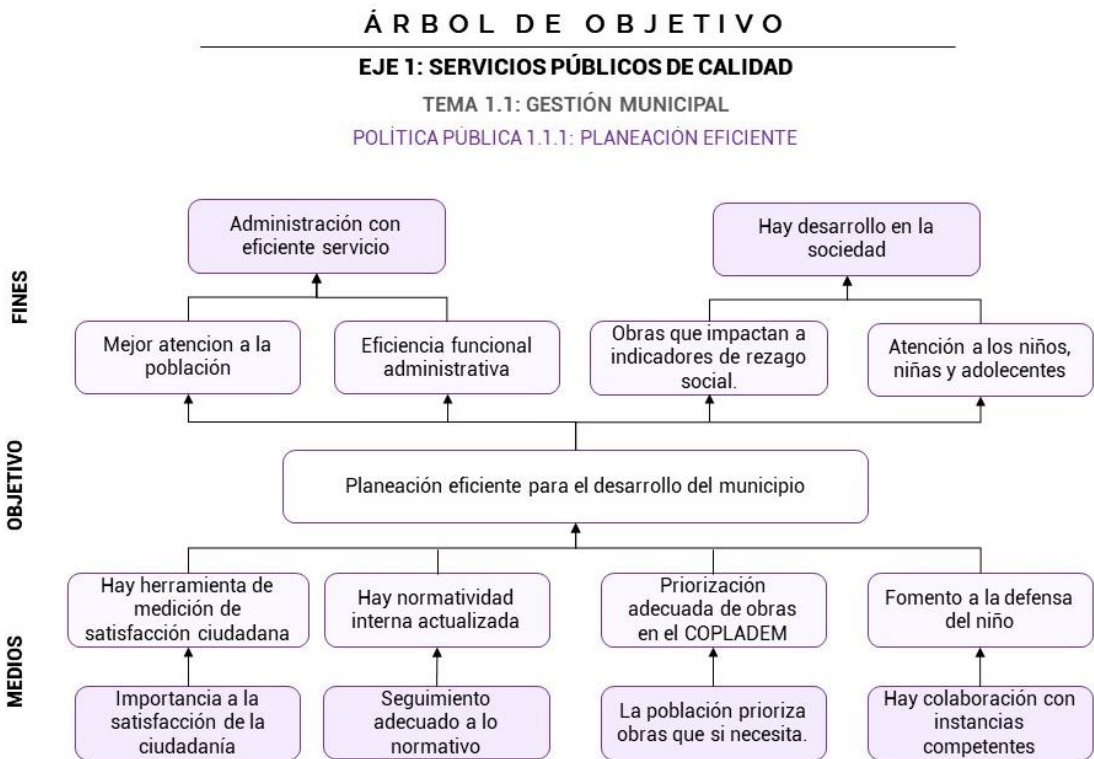 ÁRBOL DE OBJETIVO
EJE 1: SERVICIOS PÚBLICOS DE CALIDAD
TEMA 1.1: GESTIÓN MUNICIPAL
POLÍTICA PÚBLICA 1.1.1: PLANEACIÓN EFICIENTE
FINES
Administración con
eficiente servicio
Hay desarrollo en la
sociedad
Mejor atencion a la
población
Eficiencia funcional
administrativa
Obras que impactan a
indicadores de rezago
social.
Atención a los niños,
niñas y adolecentes
OBJETIVO
Planeación eficiente para el desarrollo del municipio
MEDIOS
Hay herramienta de
medición de
satisfacción ciudadana
Hay normatividad
interna actualizada
Priorización
adecuada de obras
en el COPLADEM
Fomento a la defensa
del niño
Importancia a la
satisfacción de la
ciudadanía
Seguimiento
adecuado a lo
normativo
La población prioriza
obras que si necesita.
Hay colaboración con
instancias
competentes